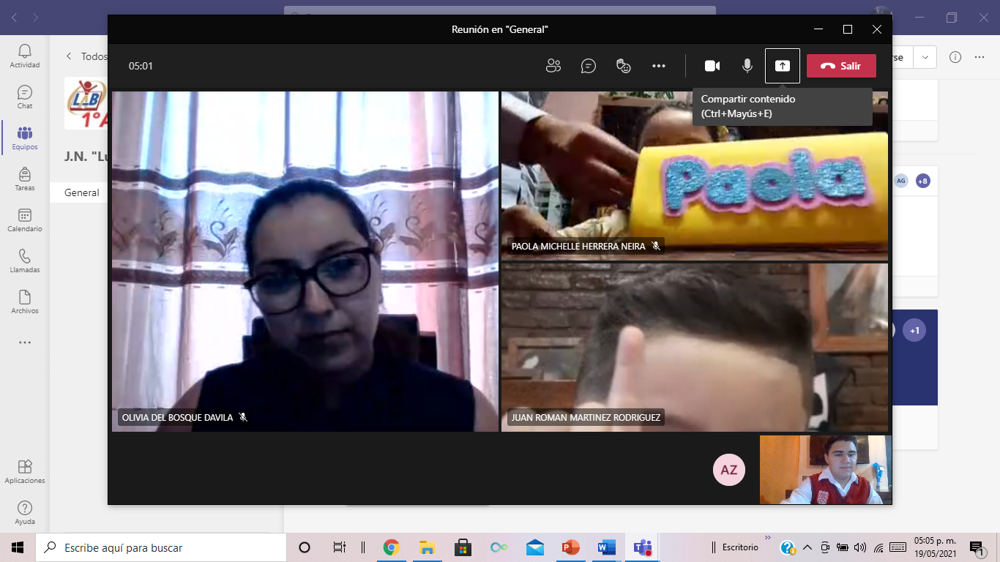 Reunión en "General"
05:01
Salir
Compartir contenido
(Ctrl+Mayús+E)
Actividad
Chat
Equipos
Tareas
Calendario
Llamadas
Archivos
Aplicaciones
Ayuda
Todos
LAB
1°A
J.N. "Lu
General
rse
AG
+8
+1
Paola
PAOLA MICHELLE HERRERA NEIRA
OLIVIA DEL BOSQUE DAVILA
JUAN ROMAN MARTINEZ RODRIGUEZ
AZ
Escribe aquí para buscar
Escritorio
05:05 p. m.
19/05/2021
1